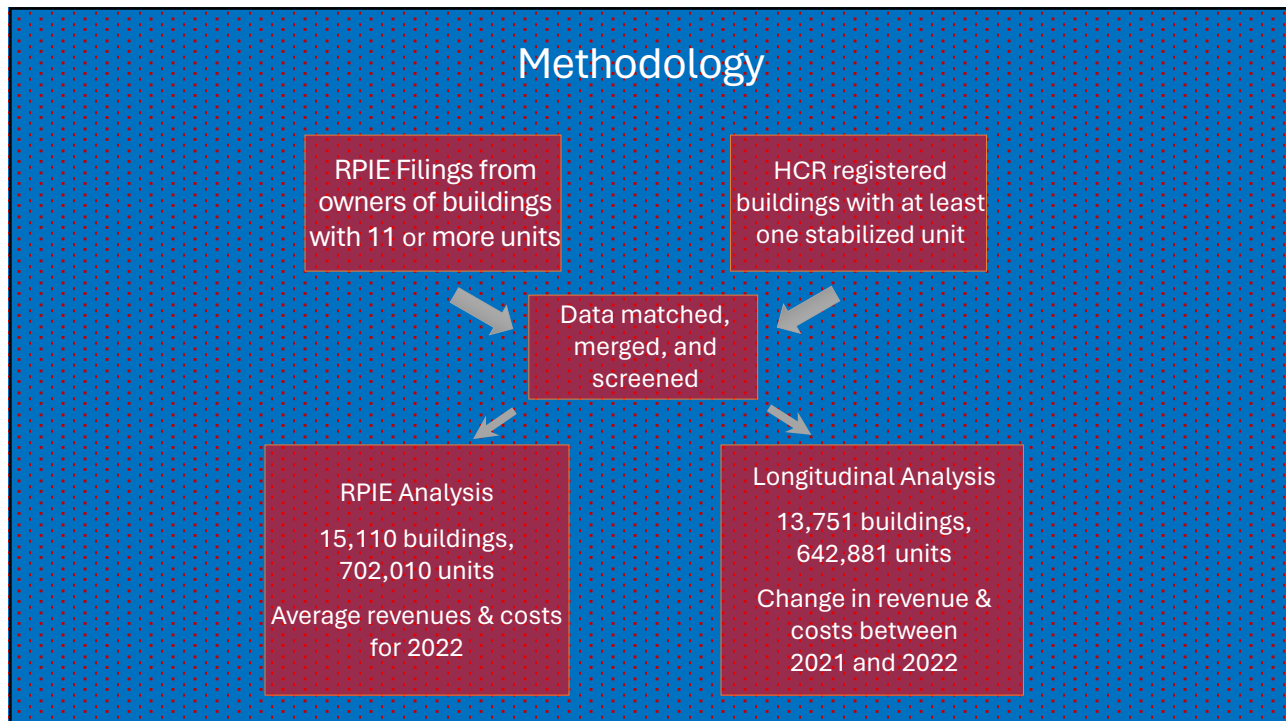 Methodology
RPIE Filings from
owners of buildings
with 11 or more units
HCR registered
buildings with at least
one stabilized unit
Data matched,
merged, and
screened
RPIE Analysis
15,110 buildings,
702,010 units
Average revenues & costs
for 2022
Longitudinal Analysis
13,751 buildings,
642,881 units
Change in revenue &
costs between
2021 and 2022